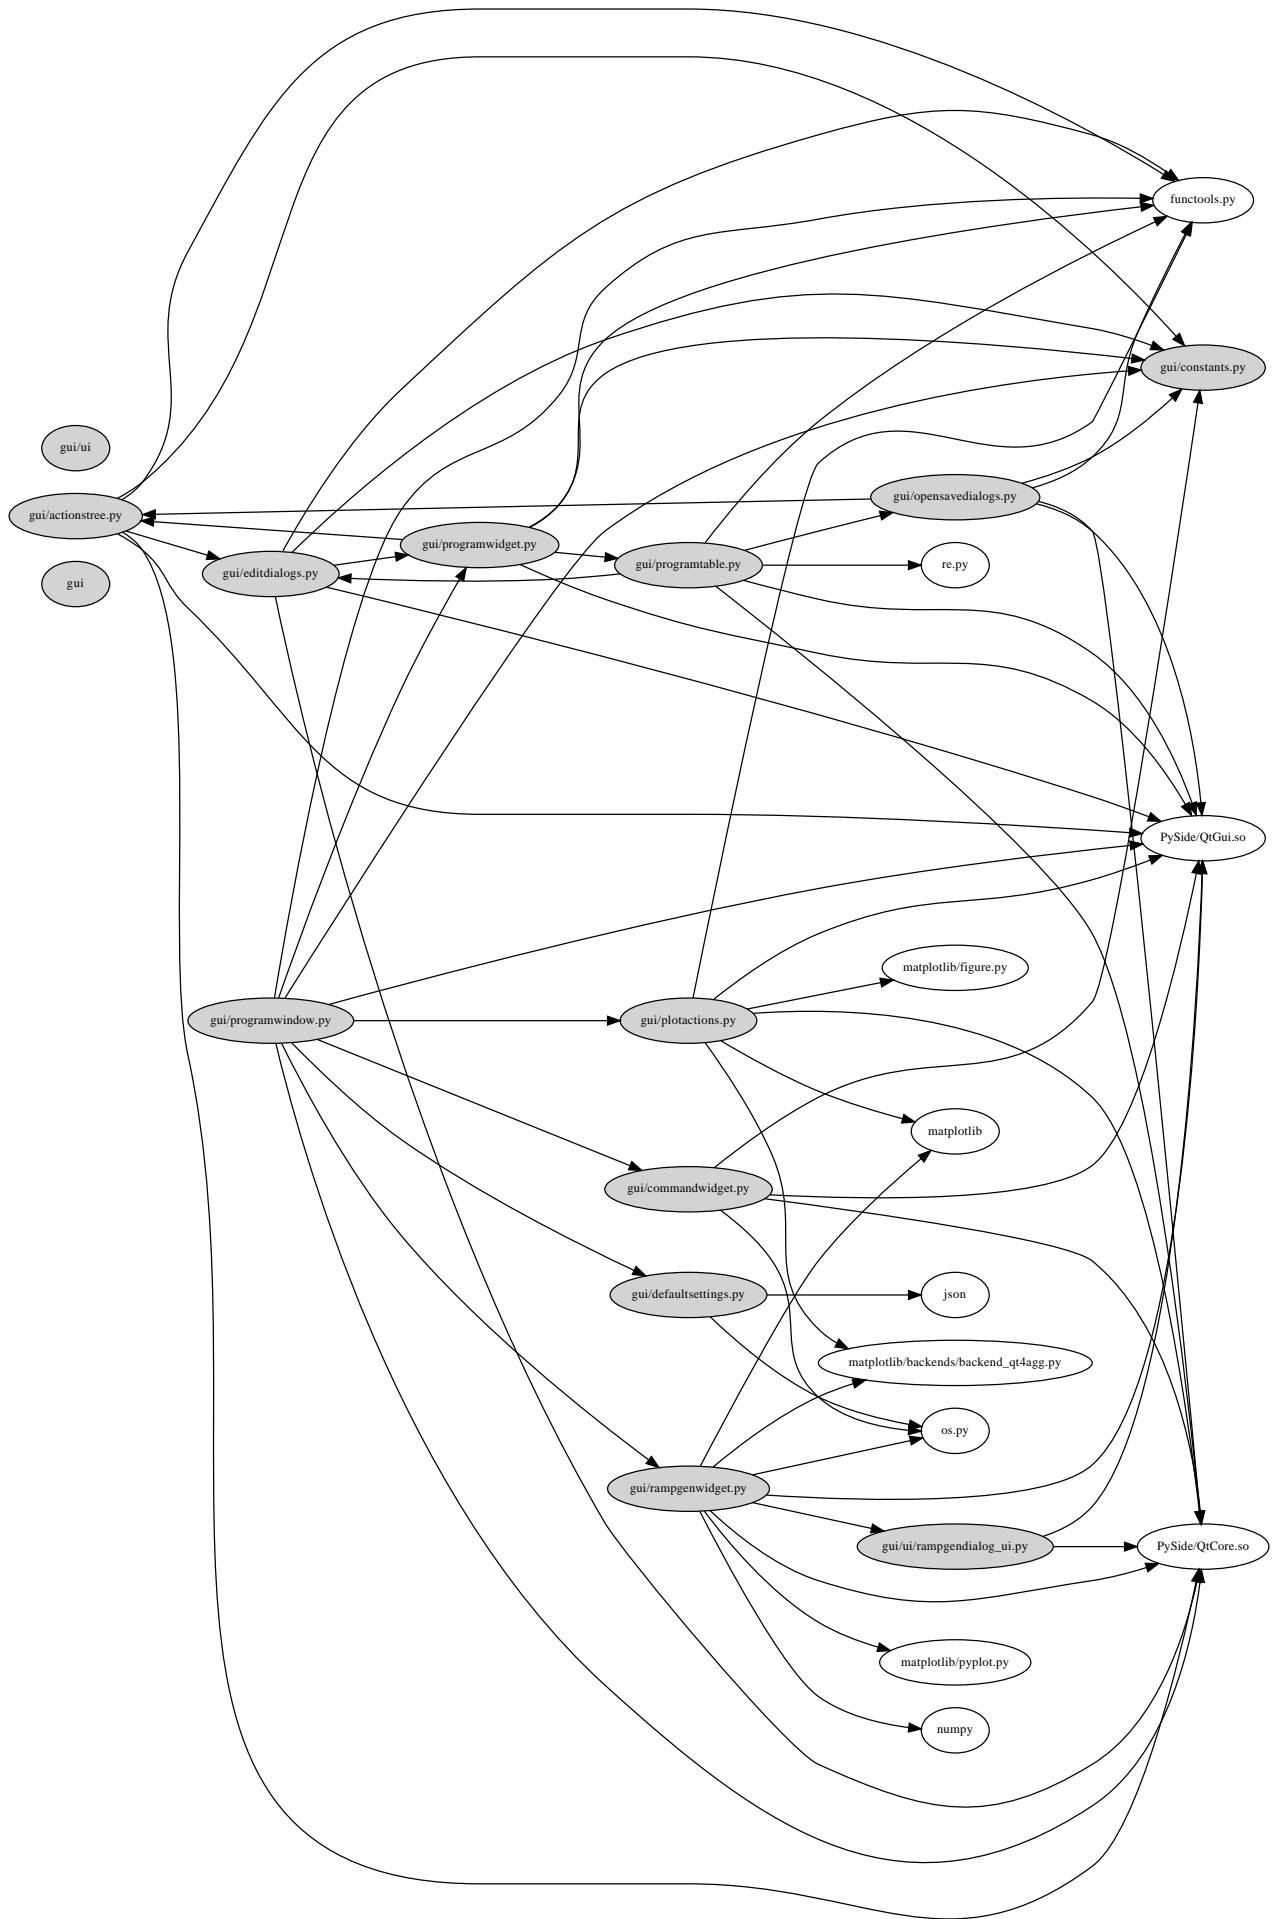 functools.py
gui/constants.py
gui/ui
gui/opensavedialogs.py
gui/actionstree.py
gui/programwidget.py
gui/programtable.py
re.py
gui/editdialogs.py
gui
PySide/QtGui.so
matplotlib/figure.py
gui/programwindow.py
gui/plotactions.py
matplotlib
gui/commandwidget.py
gui/defaultsettings.py
json
matplotlib/backends/backend_qt4agg.py
os.py
gui/rampgenwidget.py
gui/ui/rampgendialog_ui.py
PySide/QtCore.so
matplotlib/pyplot.py
numpy